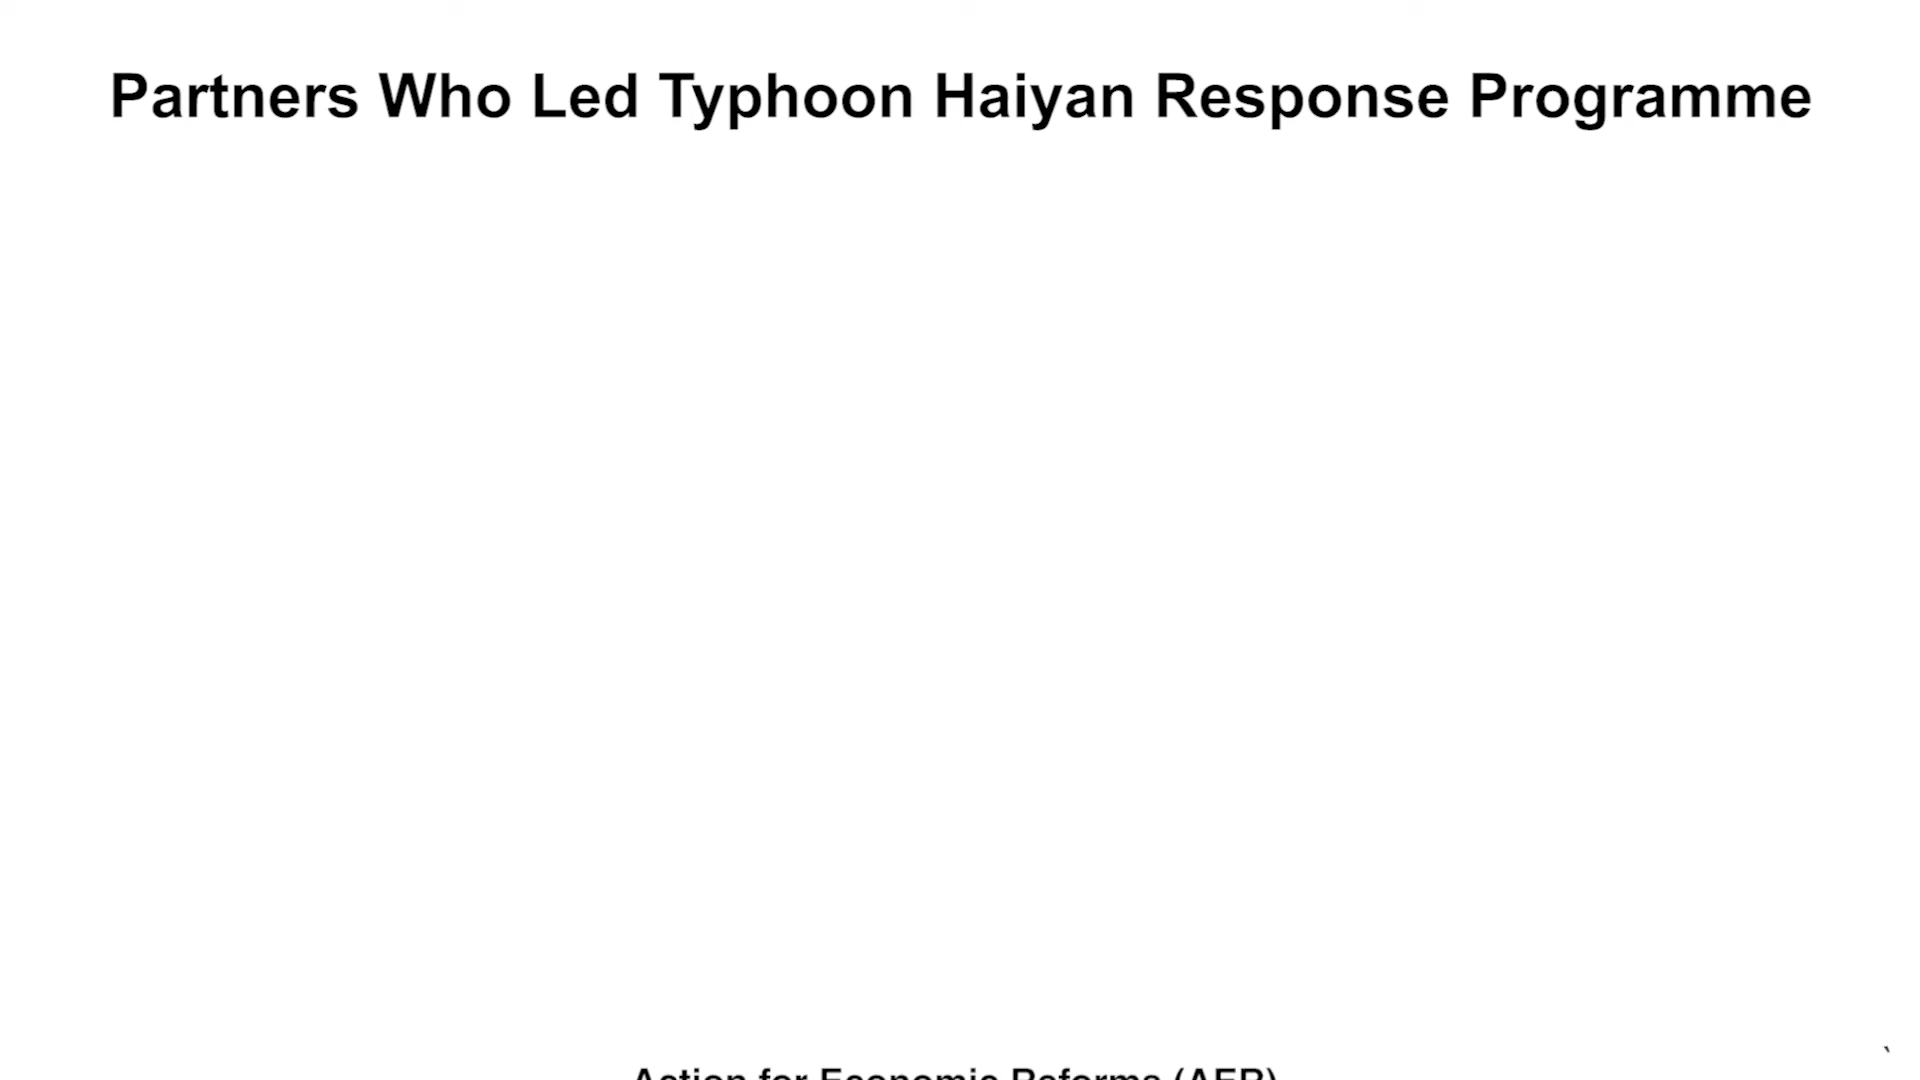 Partners Who Led Typhoon Haiyan Response Programme
Action for Economic Reforms (AER)